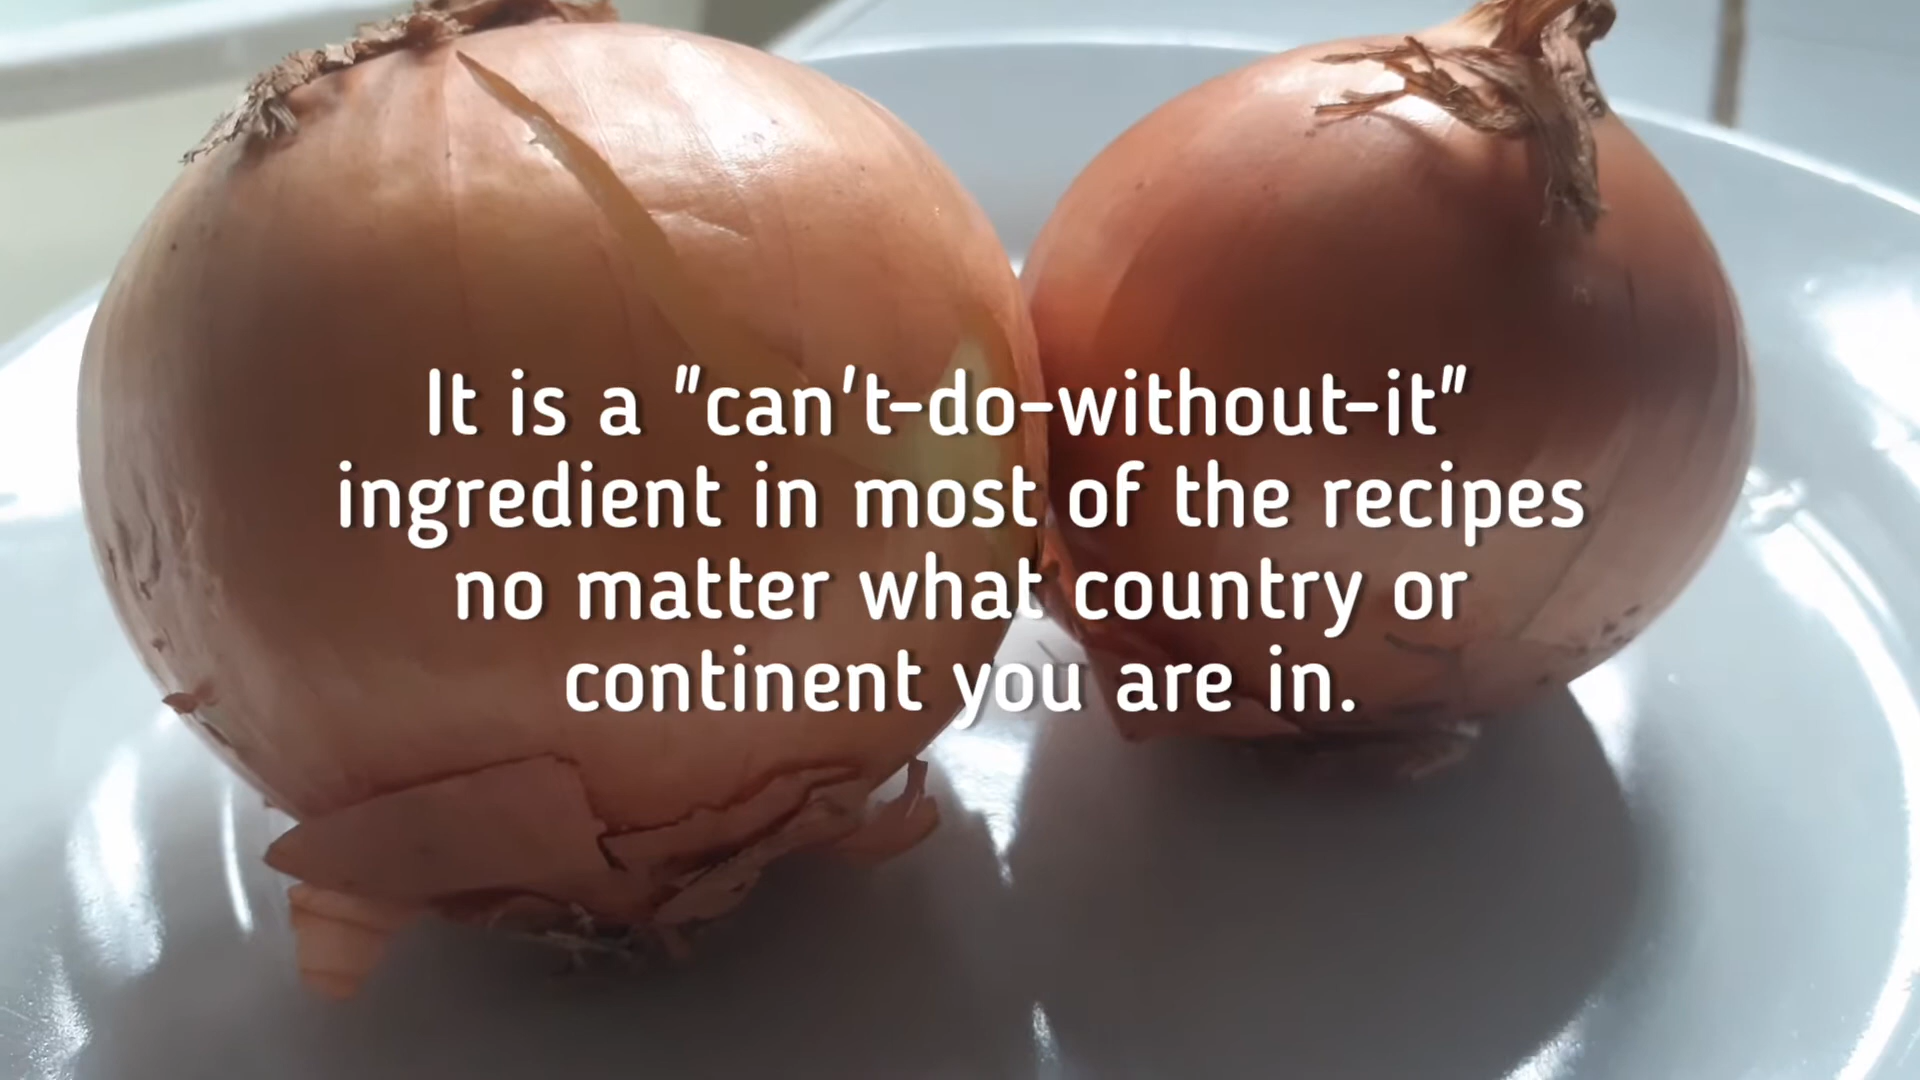 It is a "can't-do-without-it"
ingredient in most of the recipes
no matter what country or
continent you are in.